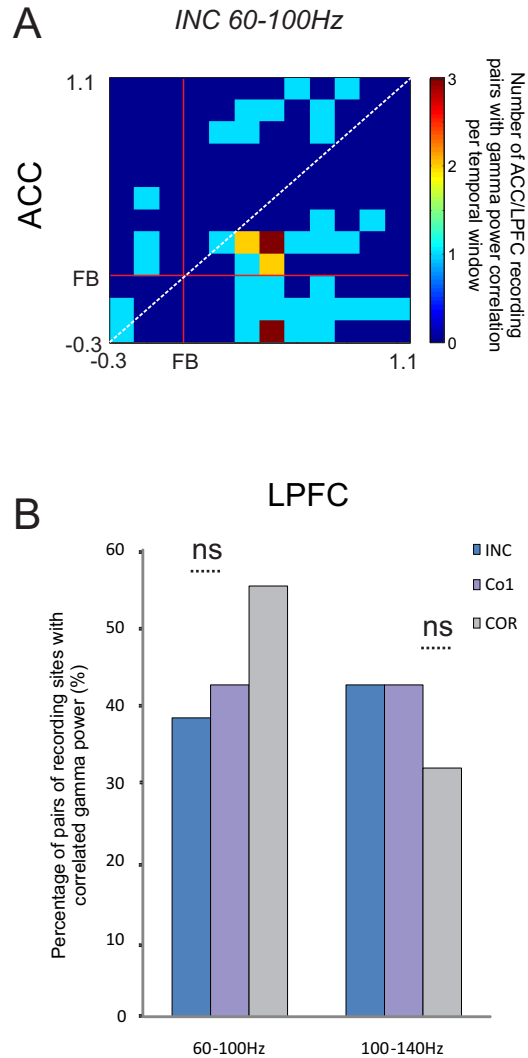 A
INC 60-100Hz
1.1
ACC
FB
-0.3
-0.3
FB
1.1
3
2
1
0
Number of ACC/LPFC recording
pairs with gamma power correlation
per temporal window
LPFC
B
60
50
40
30
20
10
0
Percentage of pairs of recording sites with
correlated gamma power (%)
ns
ns
INC
Co1
COR
60-100Hz
100-140Hz